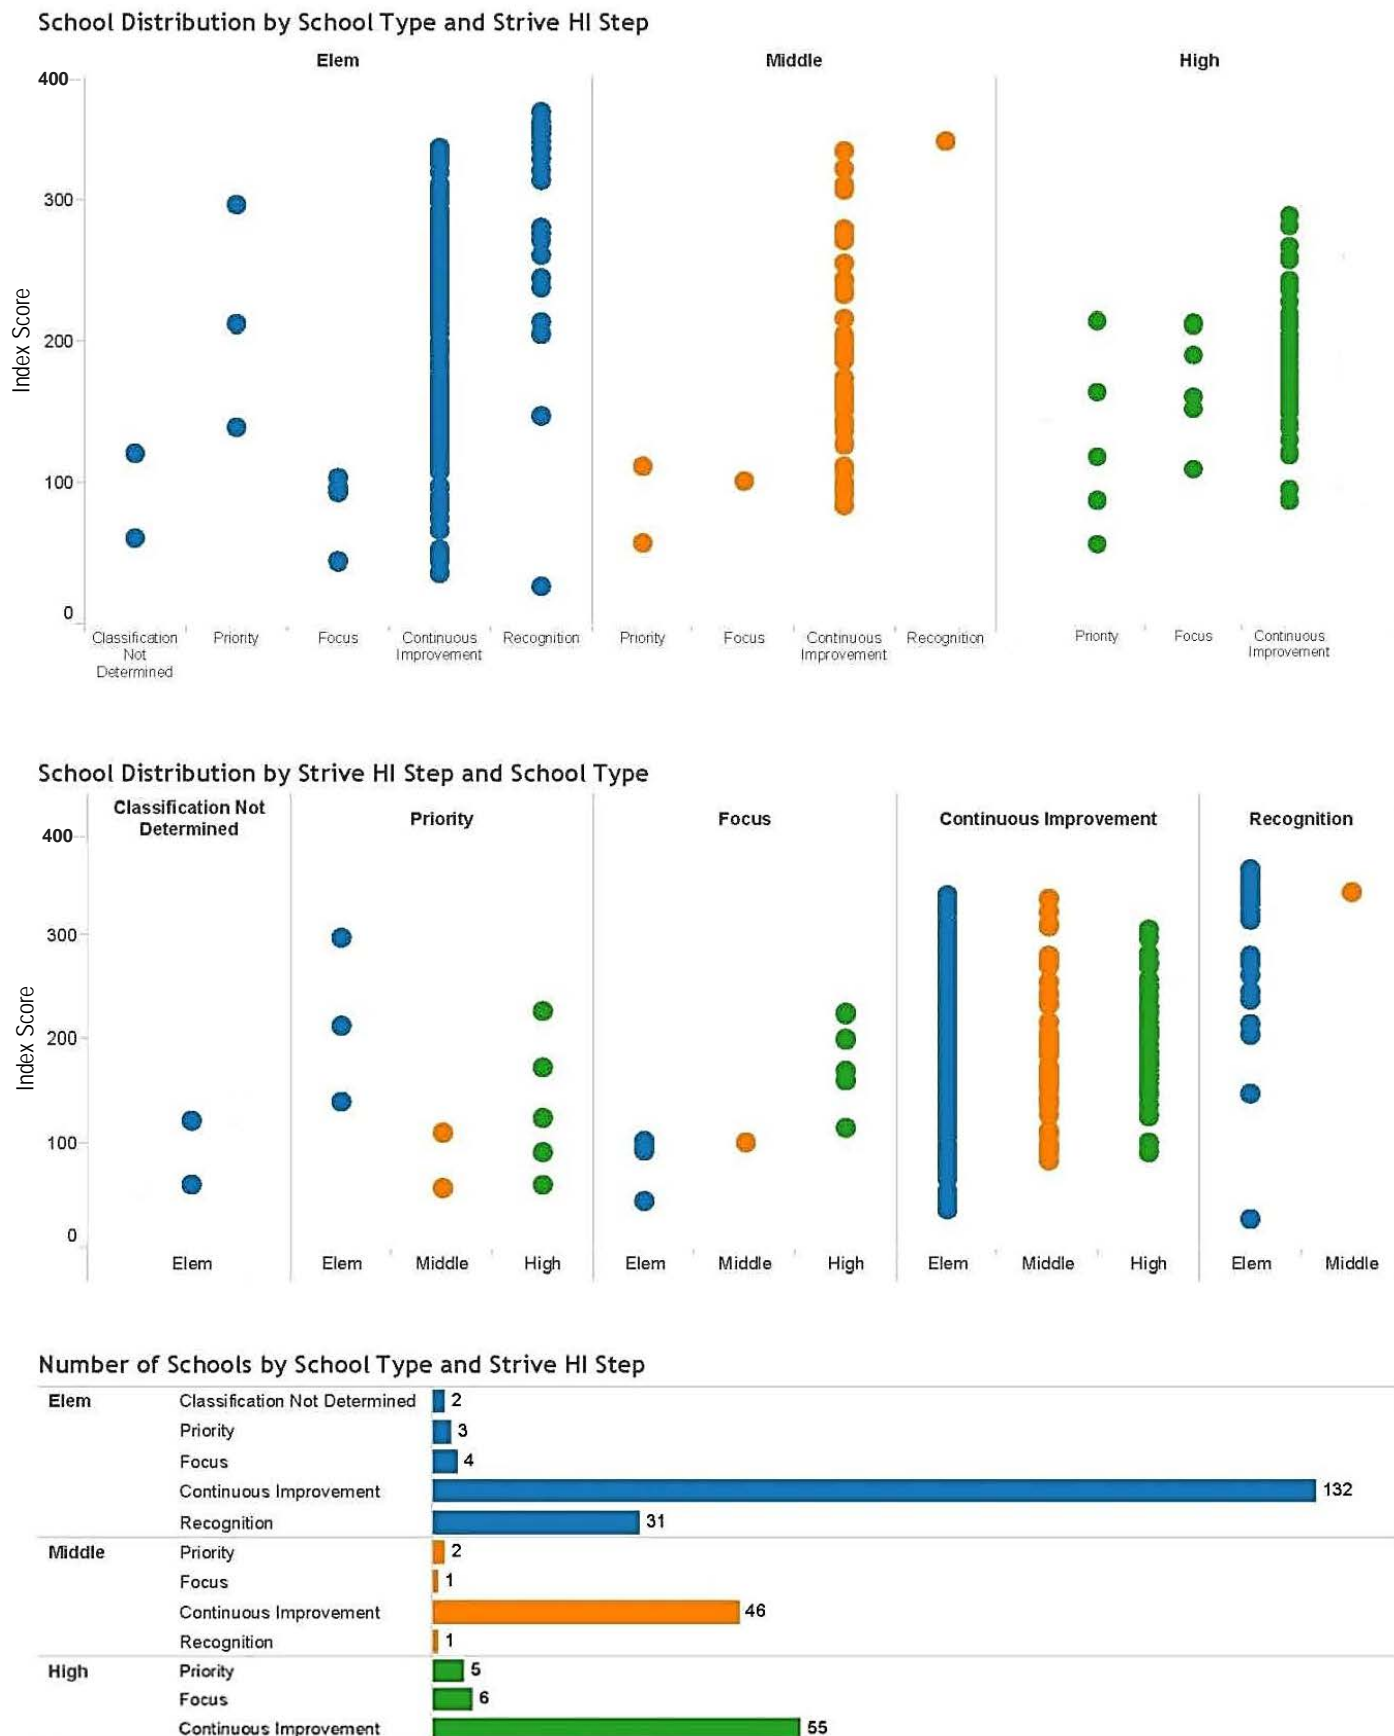 School Distribution by School Type and Strive HI Step
Elem
Middle
High
400
300
200
100
0
Index Score
Classification
Not
Determined
Priority
Focus
Continuous
Improvement
Recognition
Priority
Focus
Continuous
Improvement
Recognition
Priority
Focus
Continuous
Improvement
School Distribution by Strive HI Step and School Type
Classification Not
Determined
Priority
Focus
Continuous Improvement
Recognition
400
300
200
100
0
Index Score
Elem
Elem
Middle
High
Elem
Middle
High
Elem
Middle
High
Elem
Middle
Number of Schools by School Type and Strive HI Step
Elem Classification Not Determined 2
Priority 3
Focus 4
Continuous Improvement 132
Recognition 31
Middle Priority 2
Focus 1
Continuous Improvement 46
Recognition 1
High Priority 5
Focus 6
Continuous Improvement 55